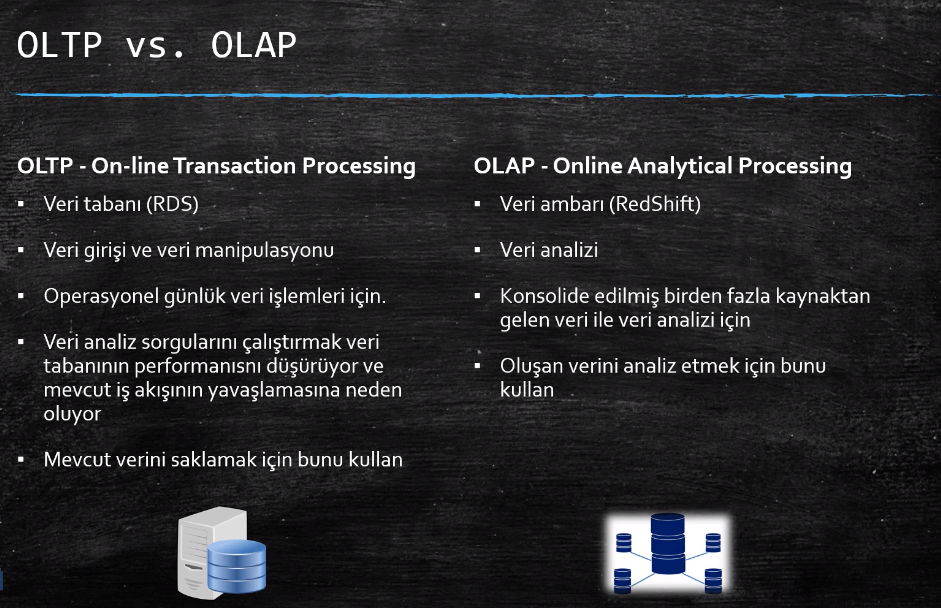 OLTP vs. OLAP
OLTP - On-line Transaction Processing
▪ Veri tabanı (RDS)
▪ Veri girişi ve veri manipulasyonu
▪ Operasyonel günlük veri işlemleri için.
▪ Veri analiz sorgularını çalıştırmak veri
tabanının performanısnı düşürüyor ve
mevcut iş akışının yavaşlamasına neden
oluyor
▪ Mevcut verini saklamak için bunu kullan
OLAP - Online Analytical Processing
▪ Veri ambarı (RedShift)
▪ Veri analizi
▪ Konsolide edilmiş birden fazla kaynaktan
gelen veri ile veri analizi için
▪ Oluşan verini analiz etmek için bunu
kullan